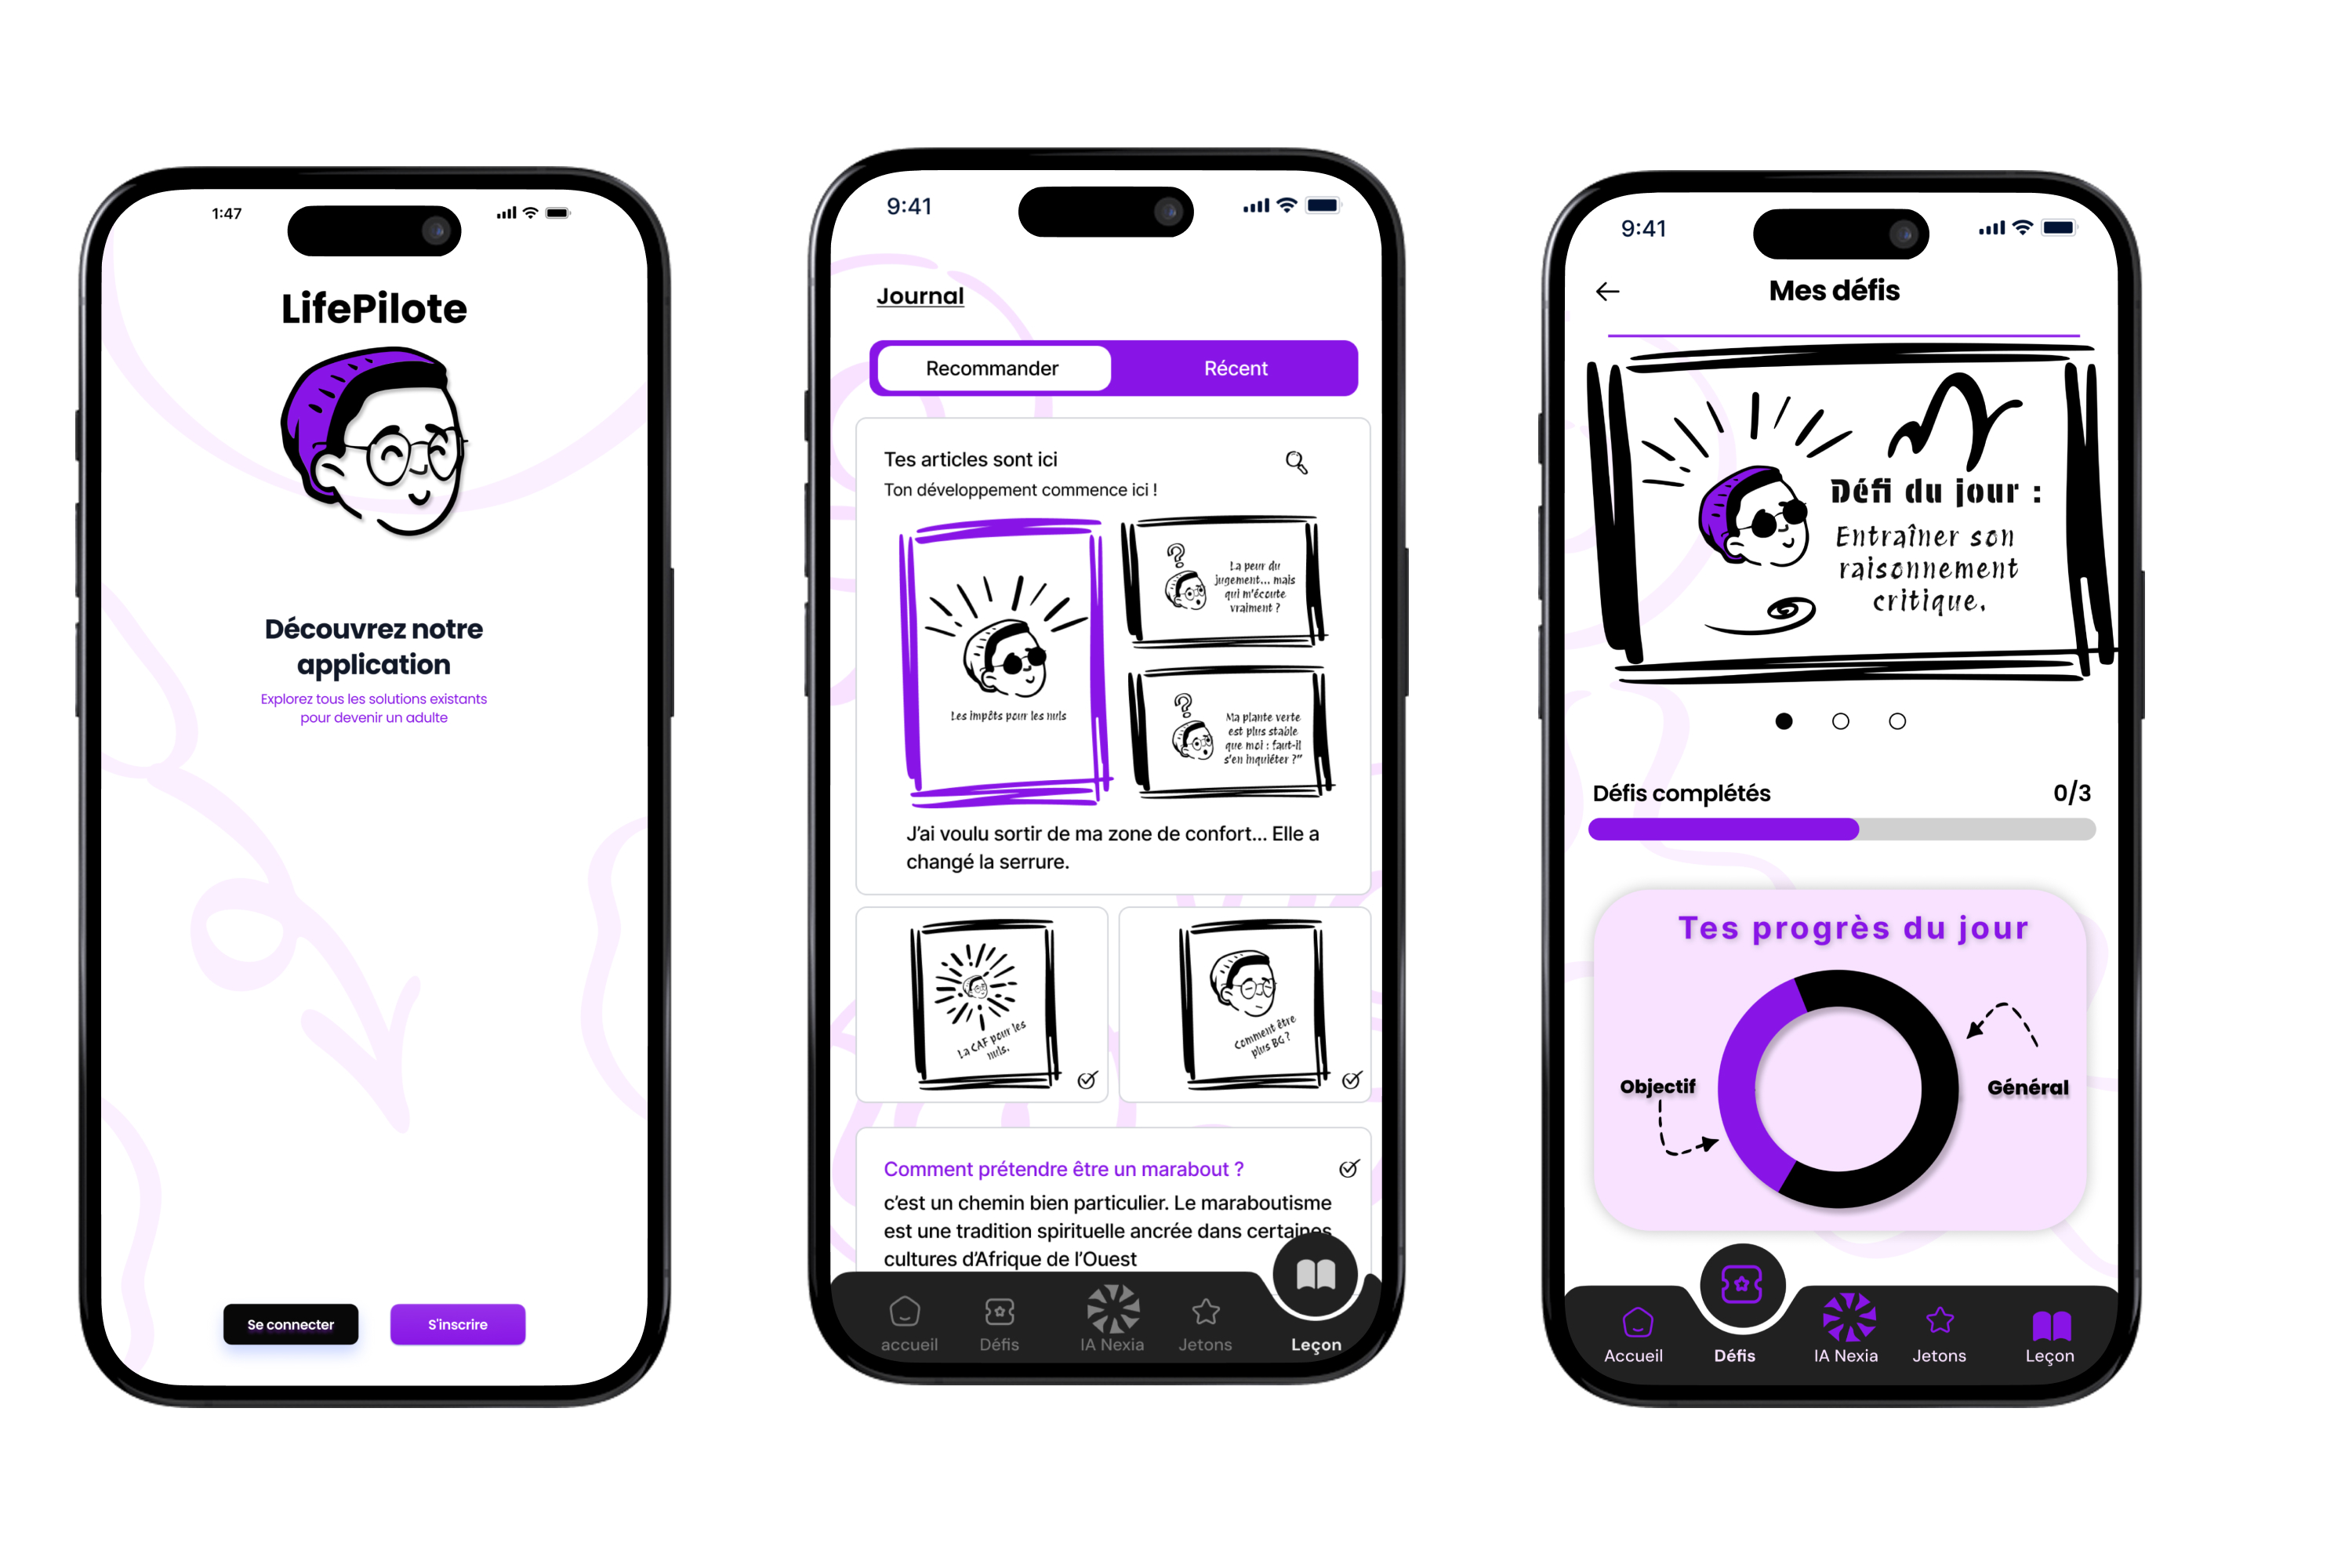 1:47
LifePilote
Découvrez notre
application
Explorez tous les solutions existants
pour devenir un adulte
Se connecter
S'inscrire
9:41
Journal
Recommander
Récent
Tes articles sont ici
Ton développement commence ici !
Les impôts pour les nuls
?
La peur du
jugement... mais
qui m'écoute
vraiment ?
?
Ma plante verte
est plus stable
que moi : faut-il
s'en inquiéter ?"
J'ai voulu sortir de ma zone de confort... Elle a
changé la serrure.
La CAF pour les
nuls.
Comment être
plus BG ?
Comment prétendre être un marabout ?
c'est un chemin bien particulier. Le maraboutisme
est une tradition spirituelle ancrée dans certaines
cultures d'Afrique de l'Ouest
accueil
Défis
IA Nexia
Jetons
Leçon
9:41
Mes défis
Défi du jour :
Entraîner son
raisonnement
critique.
Défis complétés
0/3
Tes progrès du jour
Objectif
Général
Accueil
Défis
IA Nexia
Jetons
Leçon